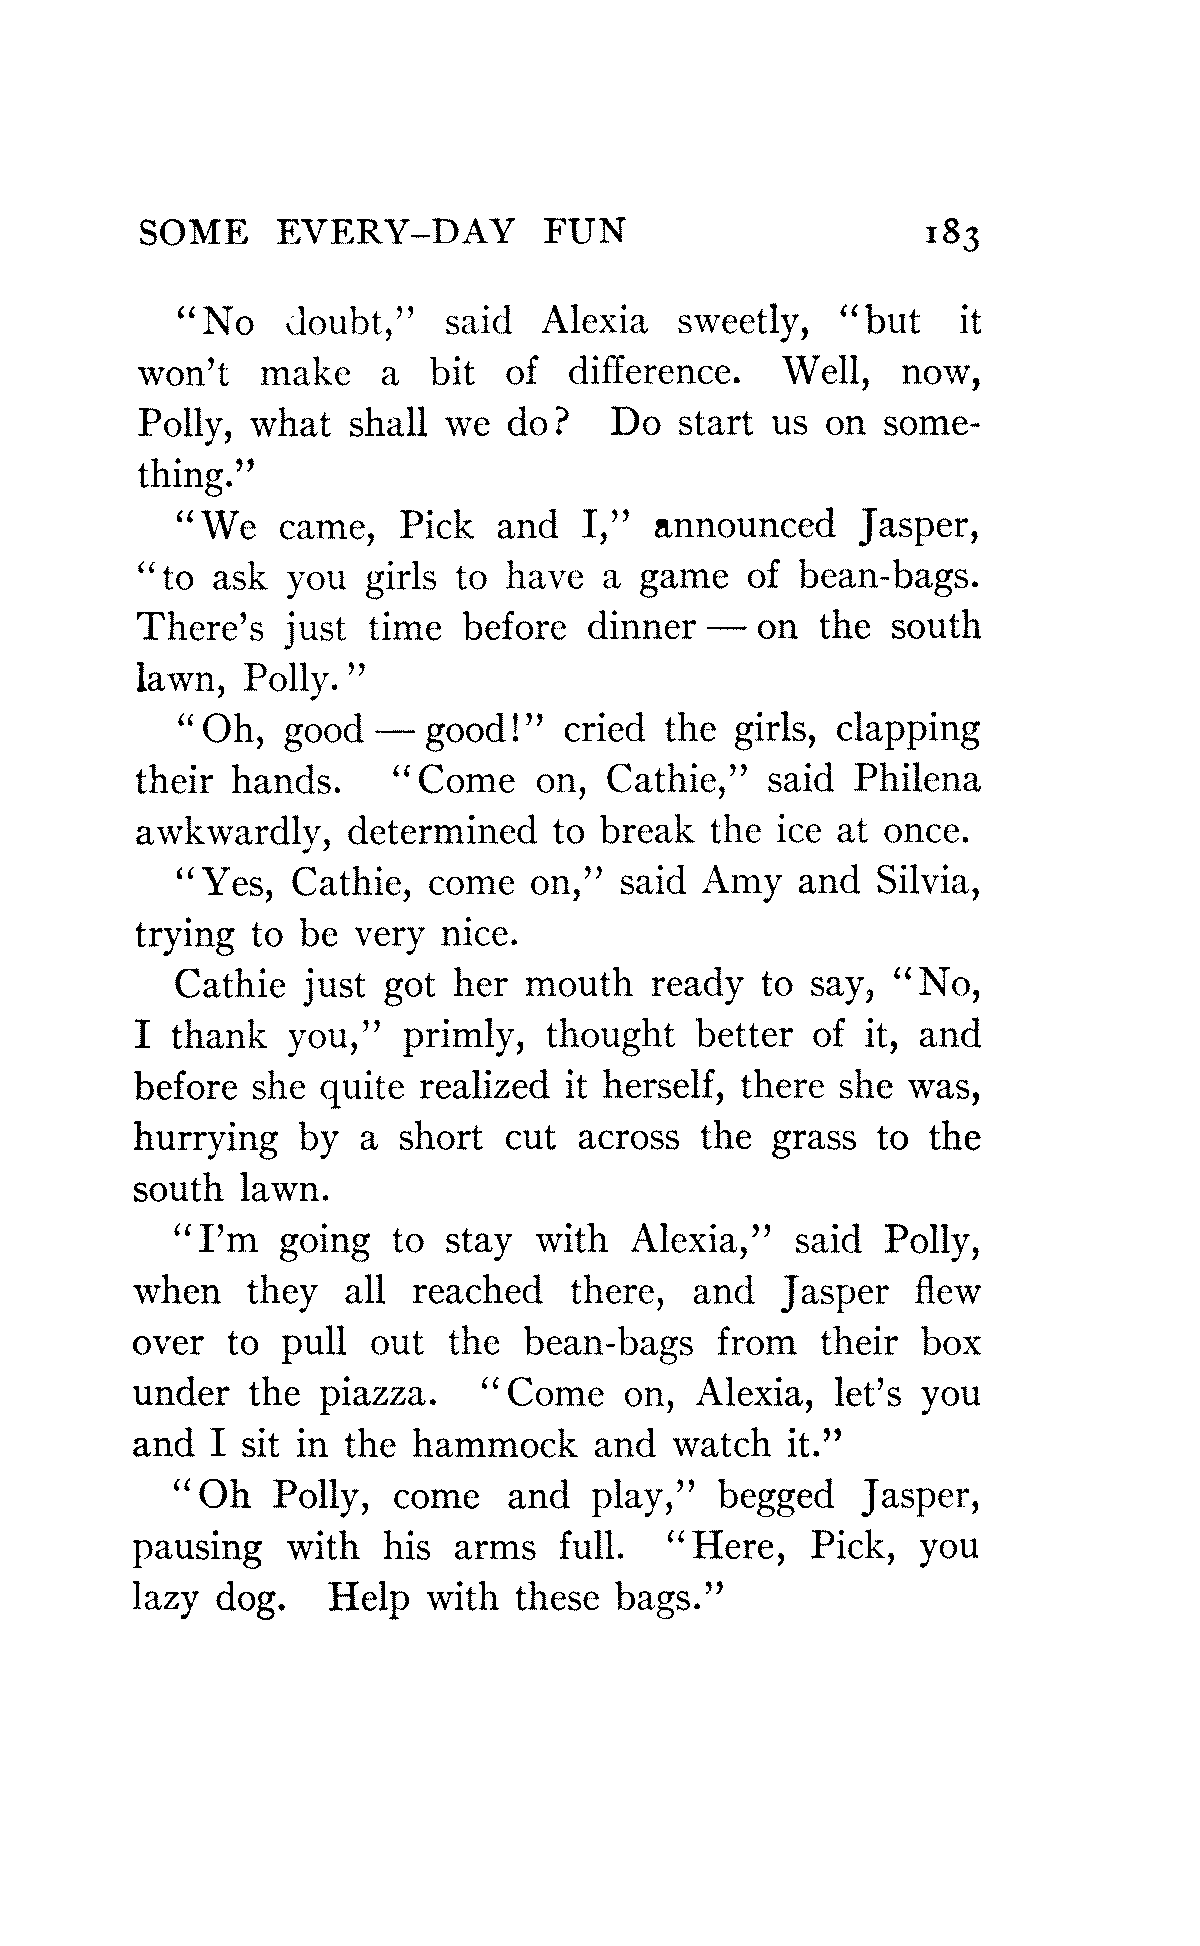 SOME EVERY-DAY FUN 183
"No doubt," said Alexia sweetly, "but it
won't make a bit of difference. Well, now,
Polly, what shall we do? Do start us on some-
thing."
"We came, Pick and I," announced Jasper,
"to ask you girls to have a game of bean-bags.
There's just time before dinner — on the south
lawn, Polly."
"Oh, good — good!" cried the girls, clapping
their hands. "Come on, Cathie," said Philena
awkwardly, determined to break the ice at once.
"Yes, Cathie, come on," said Amy and Silvia,
trying to be very nice.
Cathie just got her mouth ready to say, "No,
I thank you," primly, thought better of it, and
before she quite realized it herself, there she was,
hurrying by a short cut across the grass to the
south lawn.
"I'm going to stay with Alexia," said Polly,
when they all reached there, and Jasper flew
over to pull out the bean-bags from their box
under the piazza. "Come on, Alexia, let's you
and I sit in the hammock and watch it."
"Oh Polly, come and play," begged Jasper,
pausing with his arms full. "Here, Pick, you
lazy dog. Help with these bags."